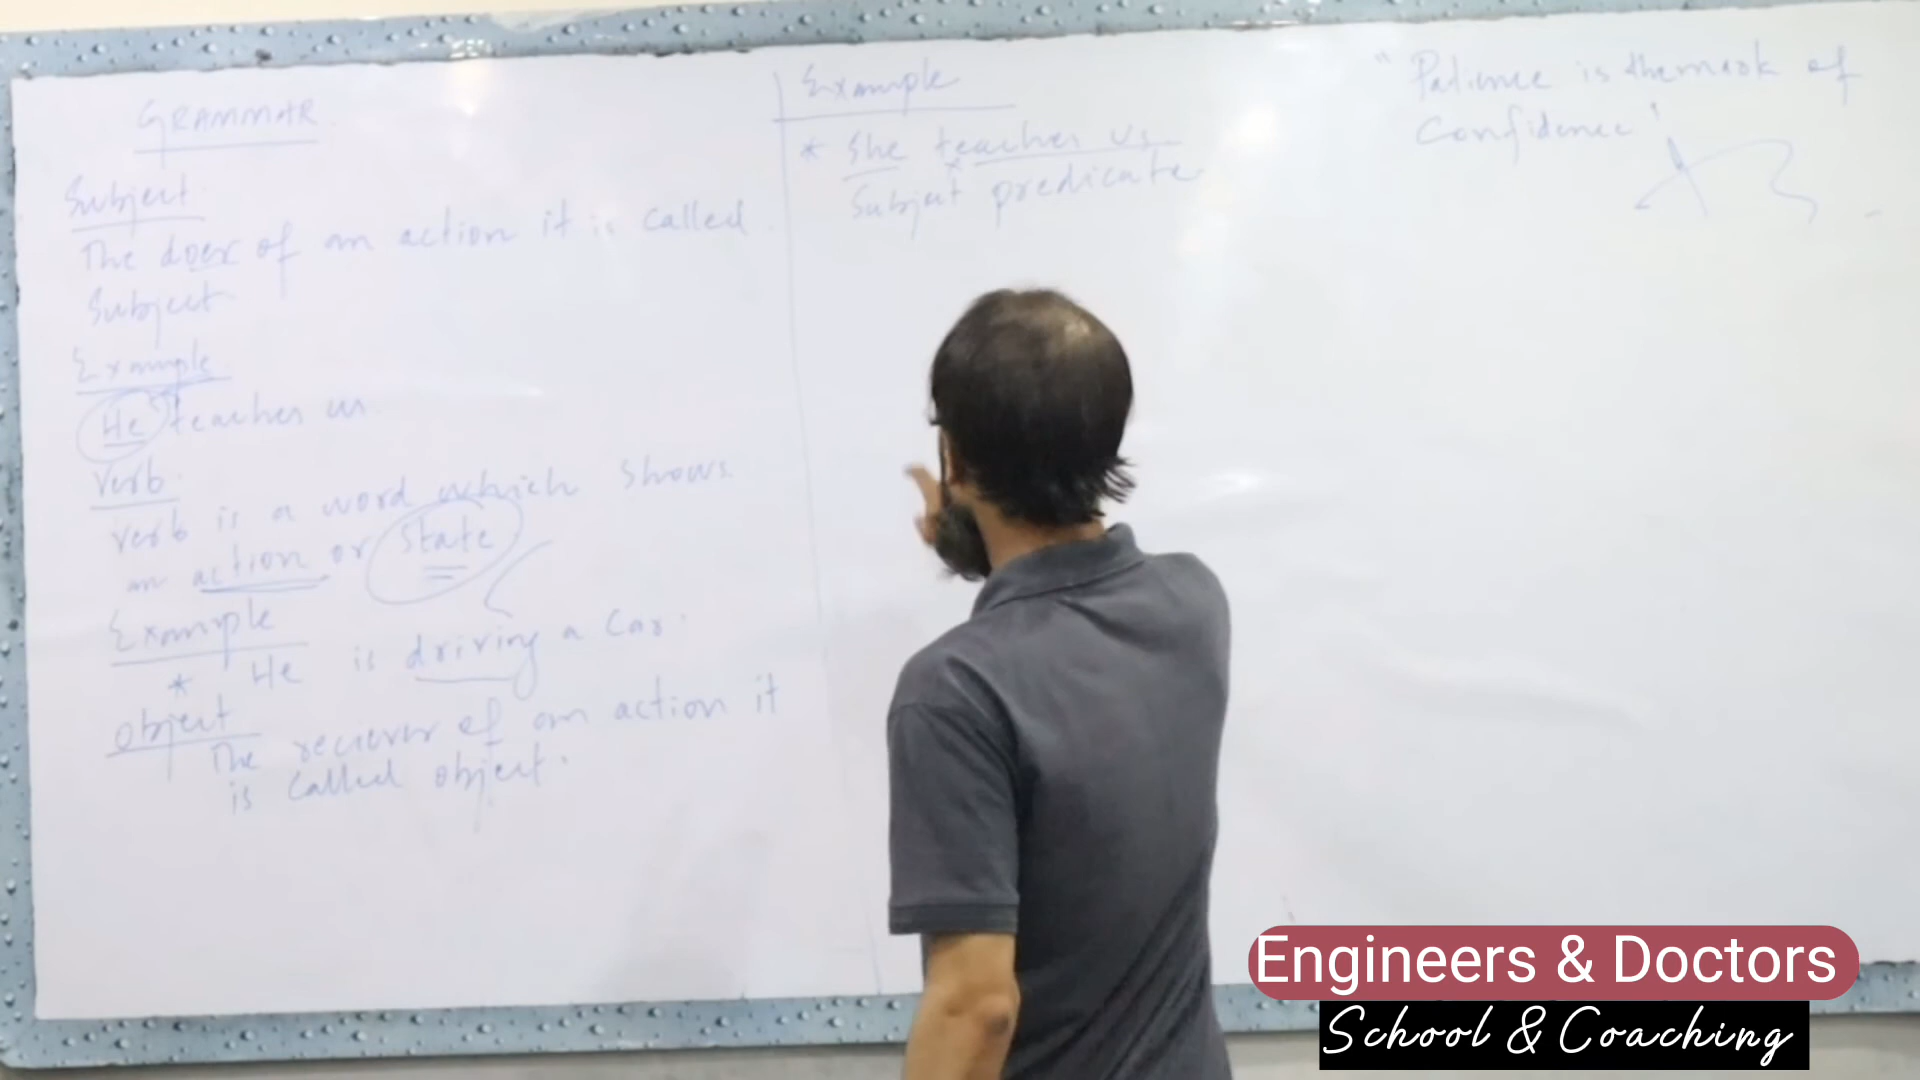 GRAMMAR
Subject
The doer of an action it is called
Subject
Example
He teaches us
Verb
Verb is a word which shows
an action or state
Example
* He is driving a car.
object
The reciever of an action it
is called object.
Example
* She teaches us
Subject predicate
"Patience is the mark of
Confidence"
Engineers & Doctors
School & Coaching